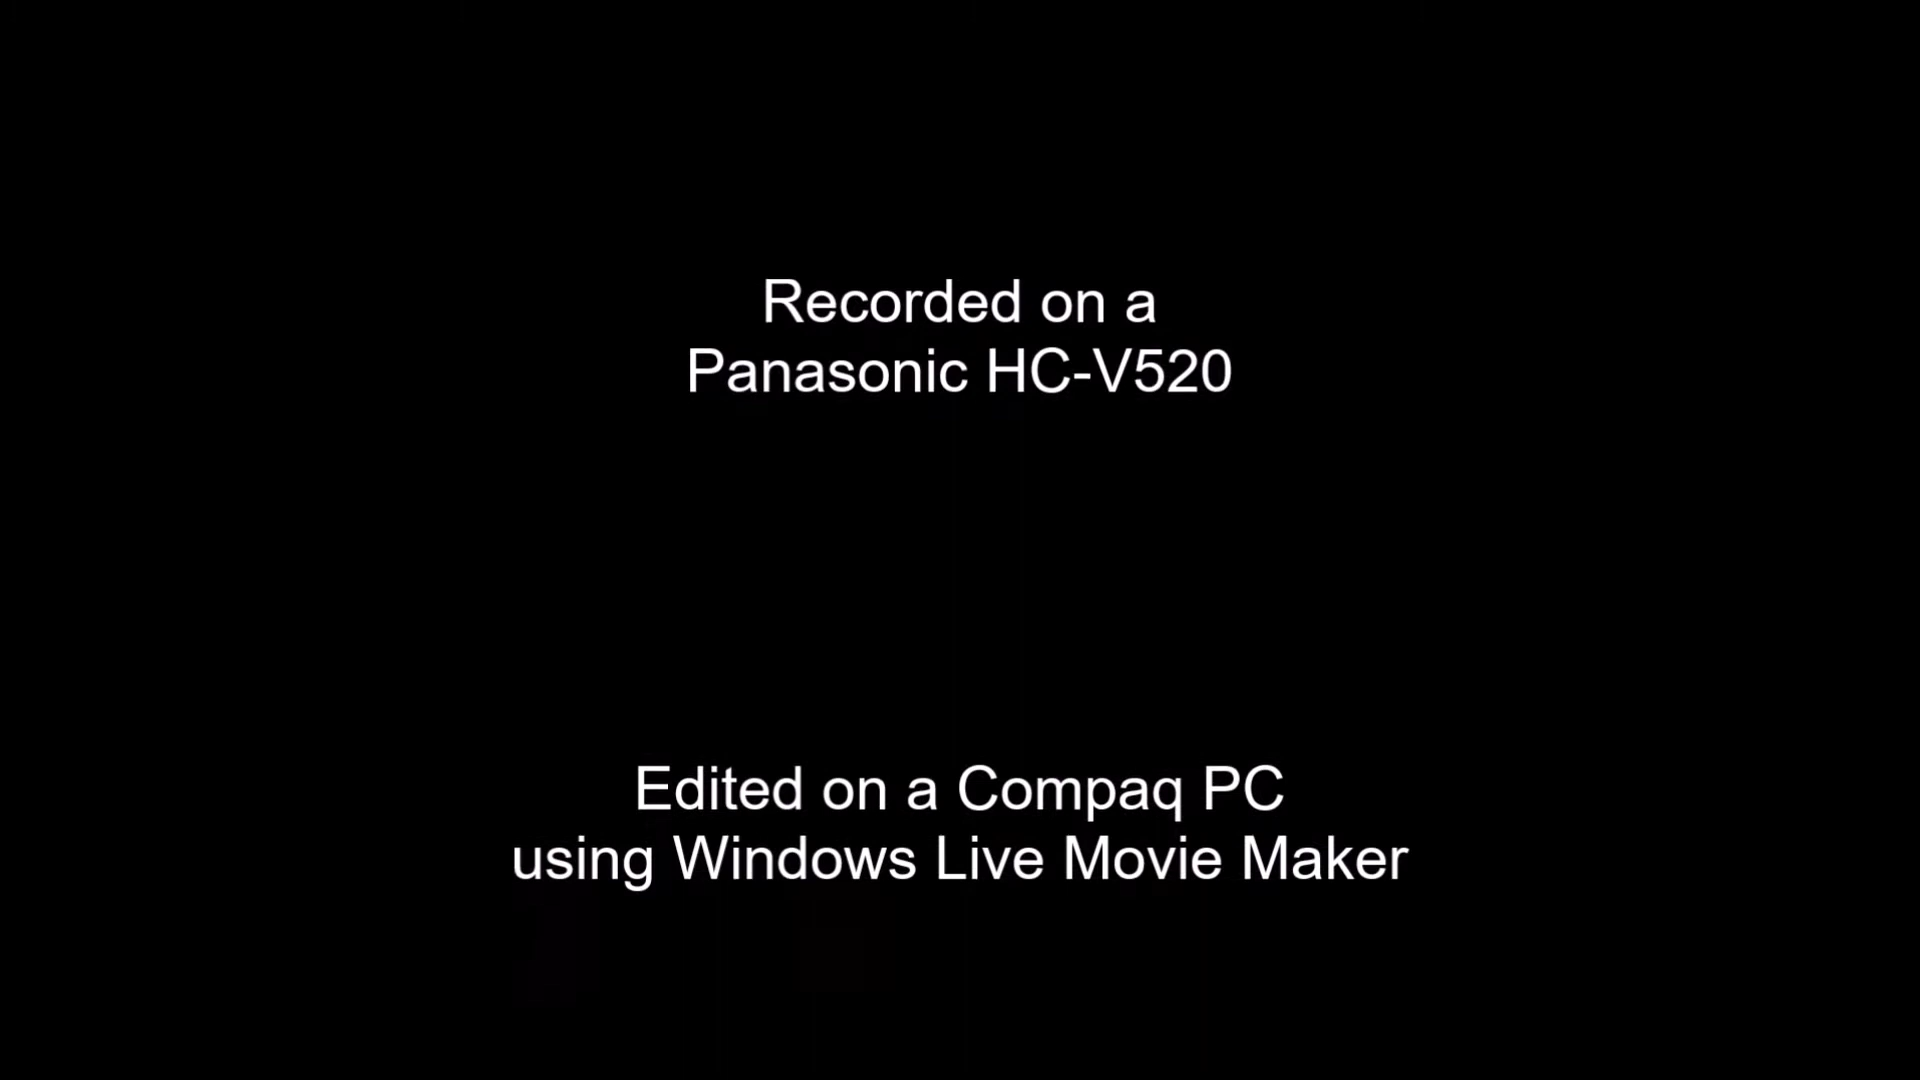 Recorded on a
Panasonic HC-V520
Edited on a Compaq PC
using Windows Live Movie Maker